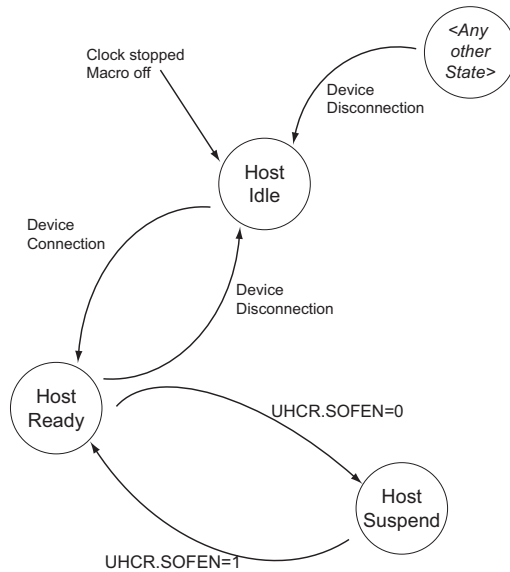 <Any
other
State>
Clock stopped
Macro off
Device
Disconnection
Host
Idle
Device
Connection
Device
Disconnection
Host
Ready
UHCR.SOFEN=0
Host
Suspend
UHCR.SOFEN=1